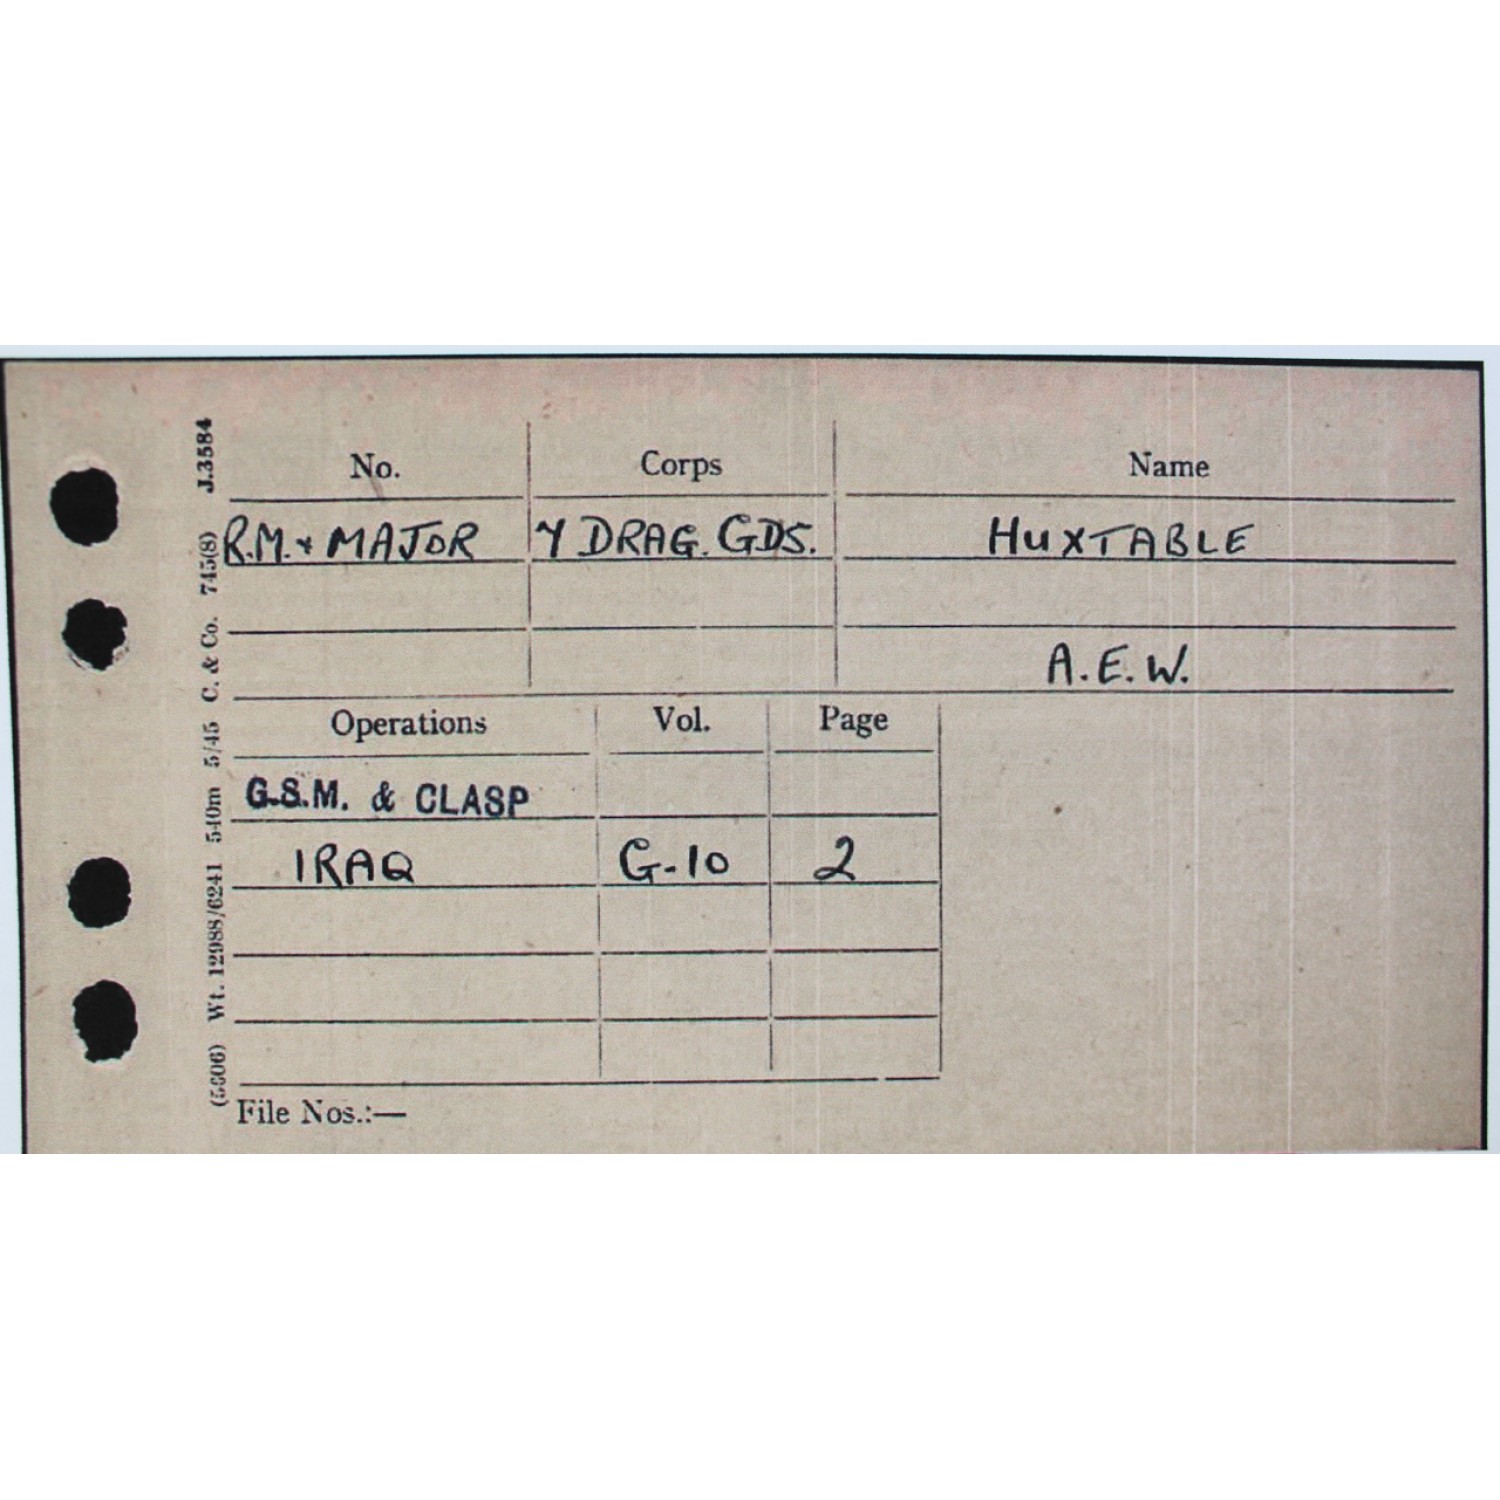 No. Corps Name
R.M. & MAJOR 7 DRAG. GDS. HUXTABLE
A.E.W.
Operations Vol. Page
G.S.M. & CLASP
IRAQ G-10 2
File Nos.:—
(5606) Wt. 12988/6241 540m 5/45 C. & Co. 745(8) J.3584